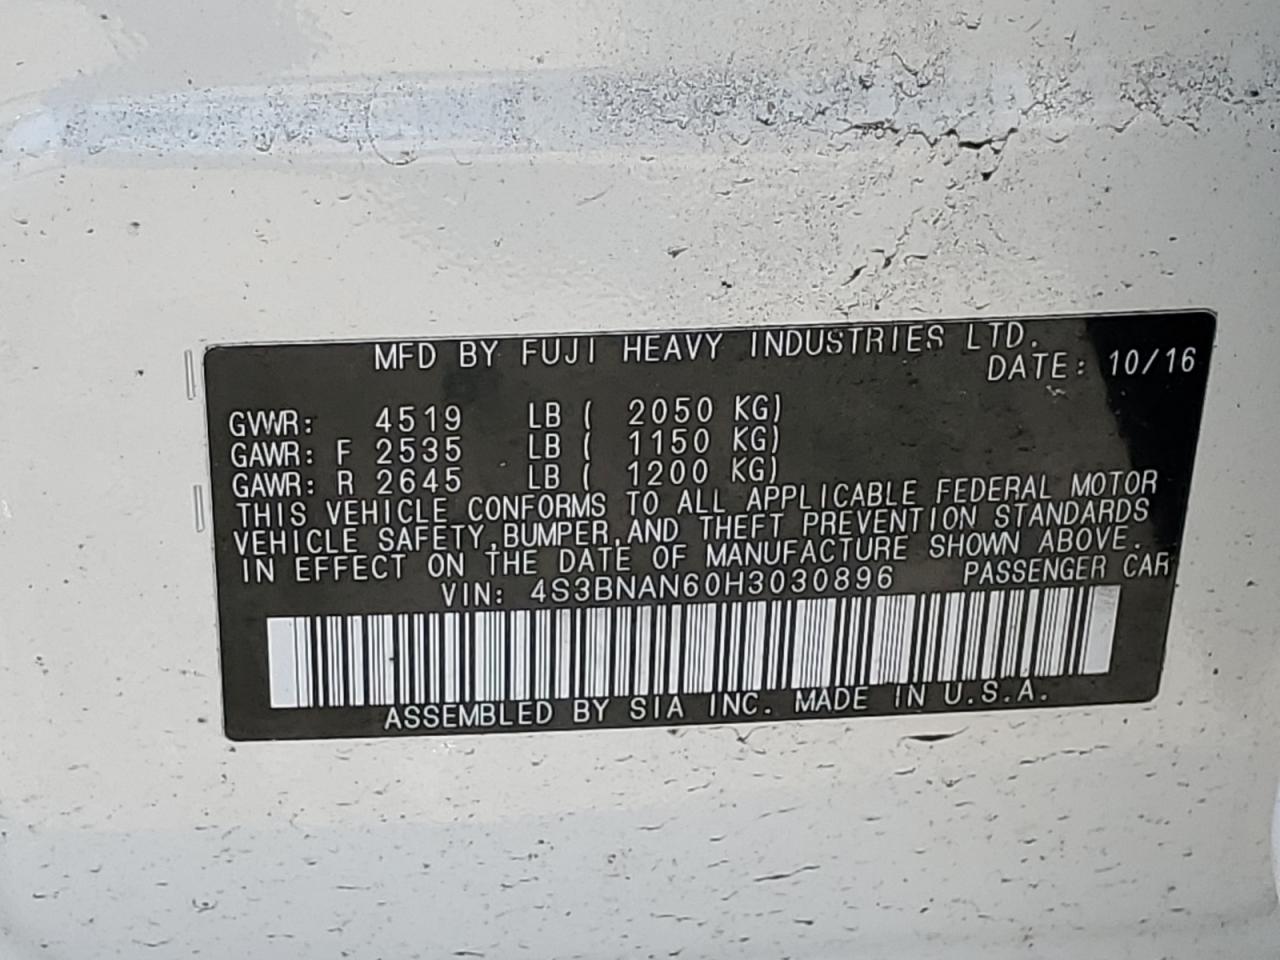 MFD BY FUJI HEAVY INDUSTRIES LTD.
DATE: 10/16
GVWR: 4519 LB ( 2050 KG)
GAWR: F 2535 LB ( 1150 KG)
GAWR: R 2645 LB ( 1200 KG)
THIS VEHICLE CONFORMS TO ALL APPLICABLE FEDERAL MOTOR
VEHICLE SAFETY,BUMPER,AND THEFT PREVENTION STANDARDS
IN EFFECT ON THE DATE OF MANUFACTURE SHOWN ABOVE.
VIN: 4S3BNAN60H3030896 PASSENGER CAR
ASSEMBLED BY SIA INC. MADE IN U.S.A.